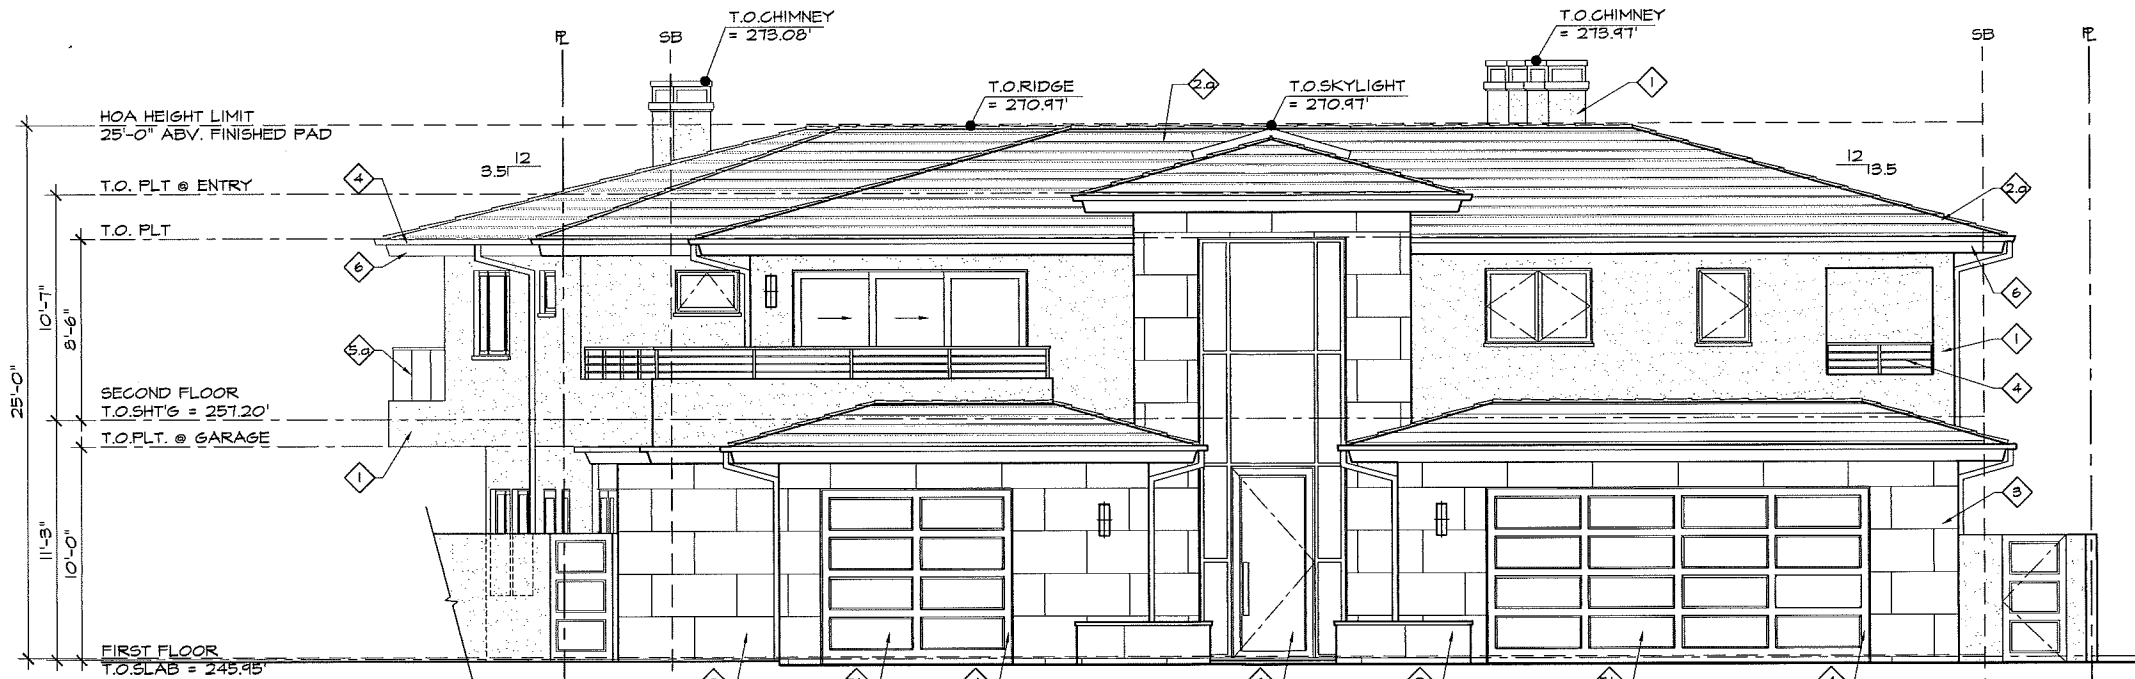 T.O.CHIMNEY
= 273.08'
T.O.CHIMNEY
= 273.97'
PL
SB
SB
PL
T.O.RIDGE
= 270.97'
2.a
T.O.SKYLIGHT
= 270.97'
1
HOA HEIGHT LIMIT
25'-0" ABV. FINISHED PAD
12
3.5
12
3.5
4
T.O. PLT @ ENTRY
2.a
T.O. PLT
6
6
10'-7"
8'-6"
25'-0"
5.a
1
4
SECOND FLOOR
T.O.SHT'G = 257.20'
T.O.PLT. @ GARAGE
1
3
11'-3"
10'-0"
FIRST FLOOR
T.O.SLAB = 245.95'